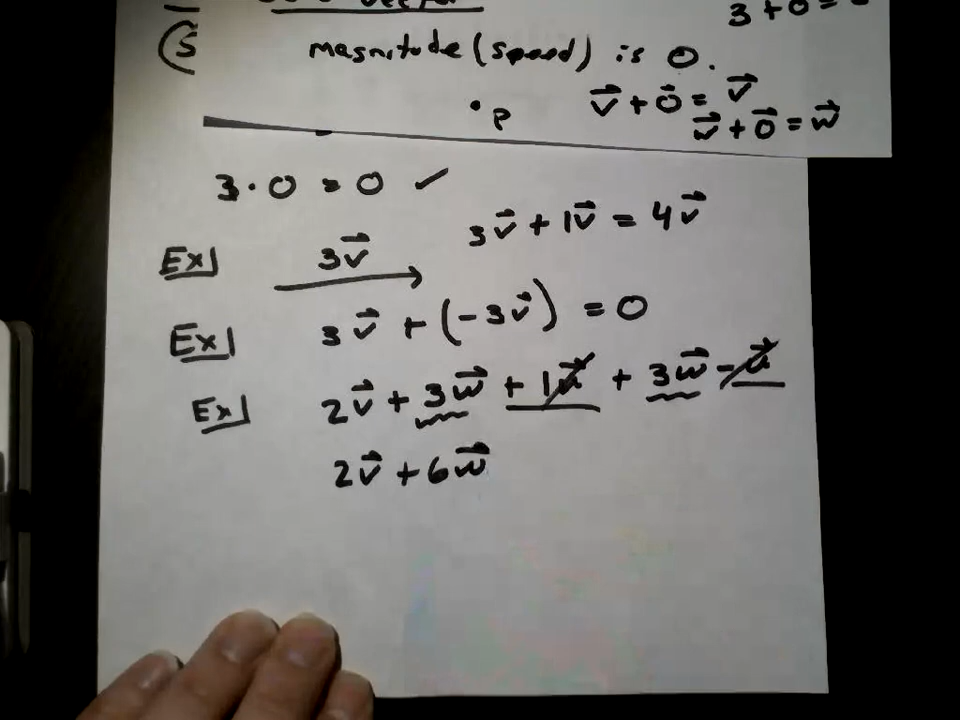 3 + 0 =
magnitude (speed) is 0.
• P
v⃗ + 0⃗ = v⃗
w⃗ + 0⃗ = w⃗
3 · 0 = 0 ✓
Ex| 3v⃗ 3v⃗ + 1v⃗ = 4v⃗
Ex| 3v⃗ + (-3v⃗) = 0
Ex| 2v⃗ + 3w⃗ + 1u⃗ + 3w⃗ - u⃗
2v⃗ + 6w⃗